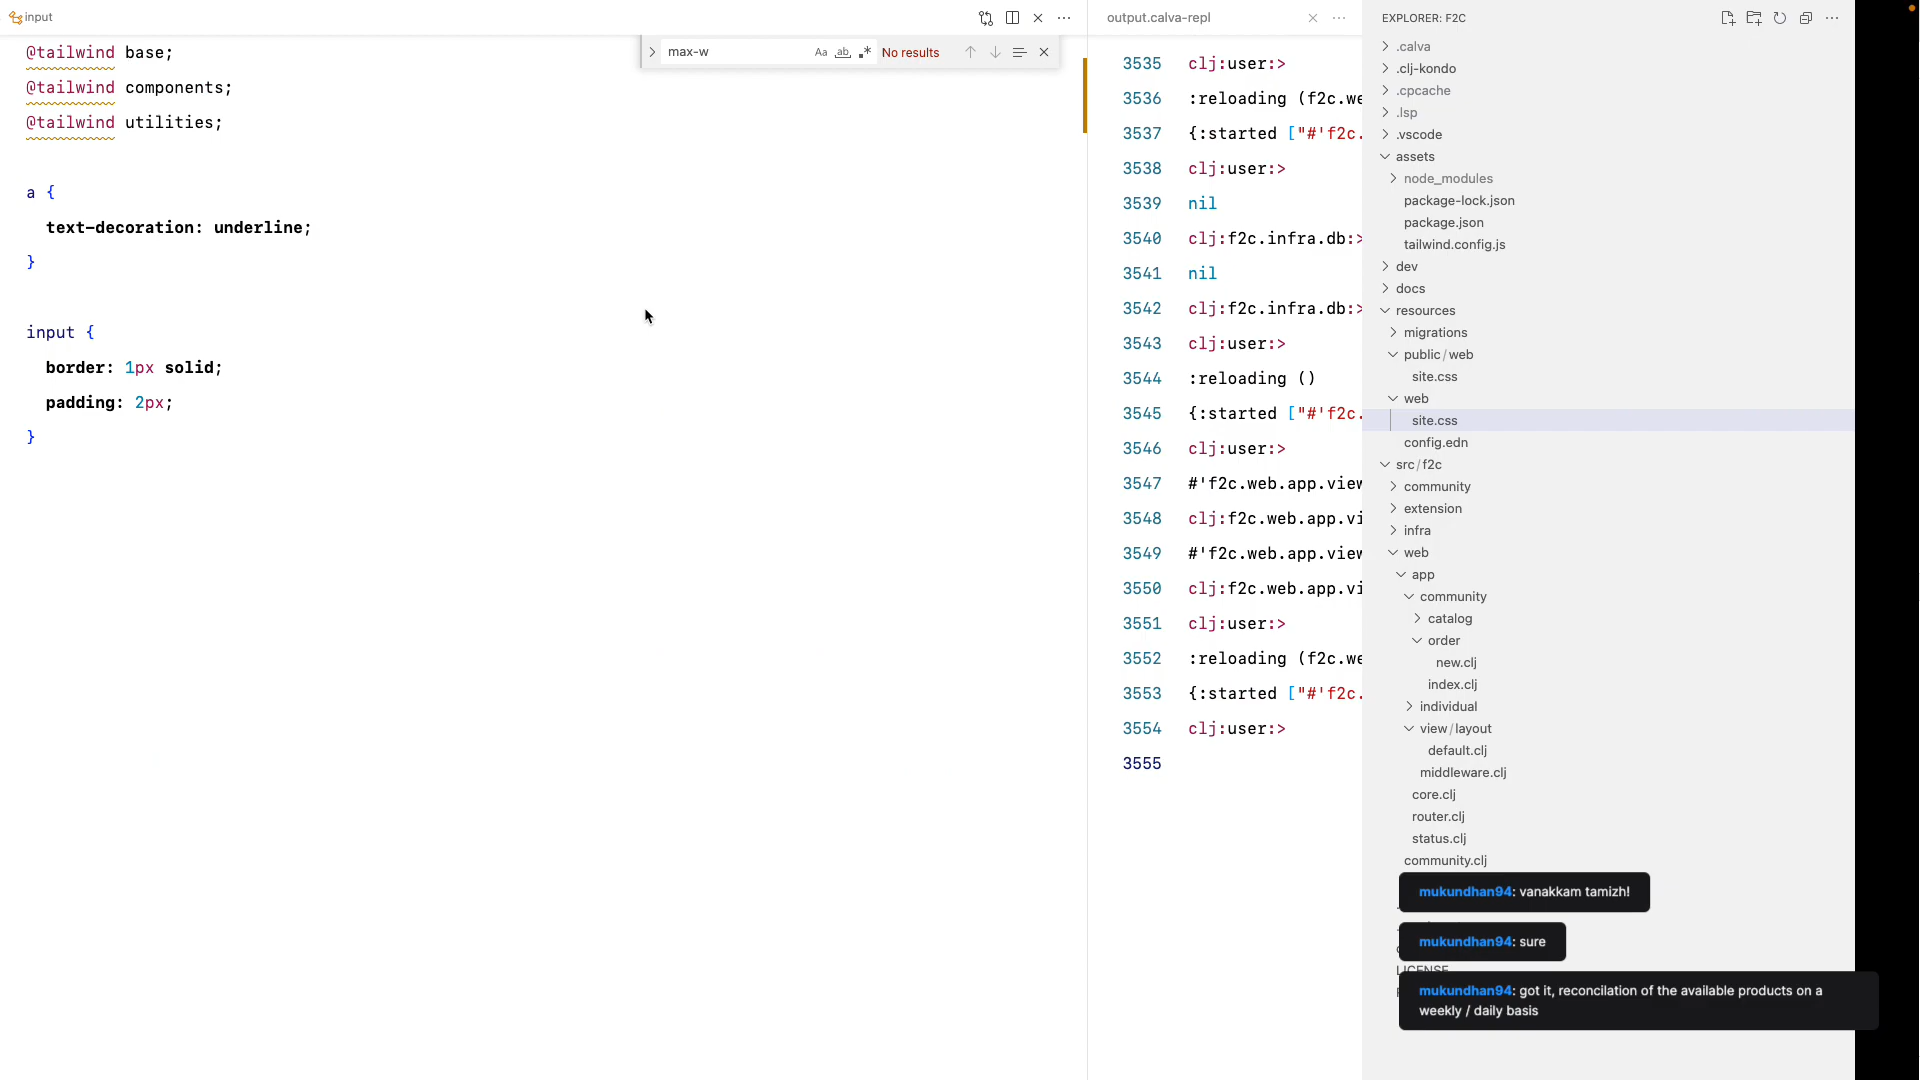 input
@tailwind base;
@tailwind components;
@tailwind utilities;
a {
text-decoration: underline;
}
input {
border: 1px solid;
padding: 2px;
}
max-w
Aa
ab
No results
output.calva-repl
3535 clj:user:>
3536 :reloading (f2c.we
3537 {:started ["#'f2c.
3538 clj:user:>
3539 nil
3540 clj:f2c.infra.db:>
3541 nil
3542 clj:f2c.infra.db:>
3543 clj:user:>
3544 :reloading ()
3545 {:started ["#'f2c.
3546 clj:user:>
3547 #'f2c.web.app.view
3548 clj:f2c.web.app.vi
3549 #'f2c.web.app.view
3550 clj:f2c.web.app.vi
3551 clj:user:>
3552 :reloading (f2c.we
3553 {:started ["#'f2c.
3554 clj:user:>
3555
EXPLORER: F2C
.calva
.clj-kondo
.cpcache
.lsp
.vscode
assets
node_modules
package-lock.json
package.json
tailwind.config.js
dev
docs
resources
migrations
public/web
site.css
web
site.css
config.edn
src/f2c
community
extension
infra
web
app
community
catalog
order
new.clj
index.clj
individual
view/layout
default.clj
middleware.clj
core.clj
router.clj
status.clj
community.clj
mukundhan94: vanakkam tamizh!
mukundhan94: sure
LICENSE
mukundhan94: got it, reconcilation of the available products on a
weekly / daily basis